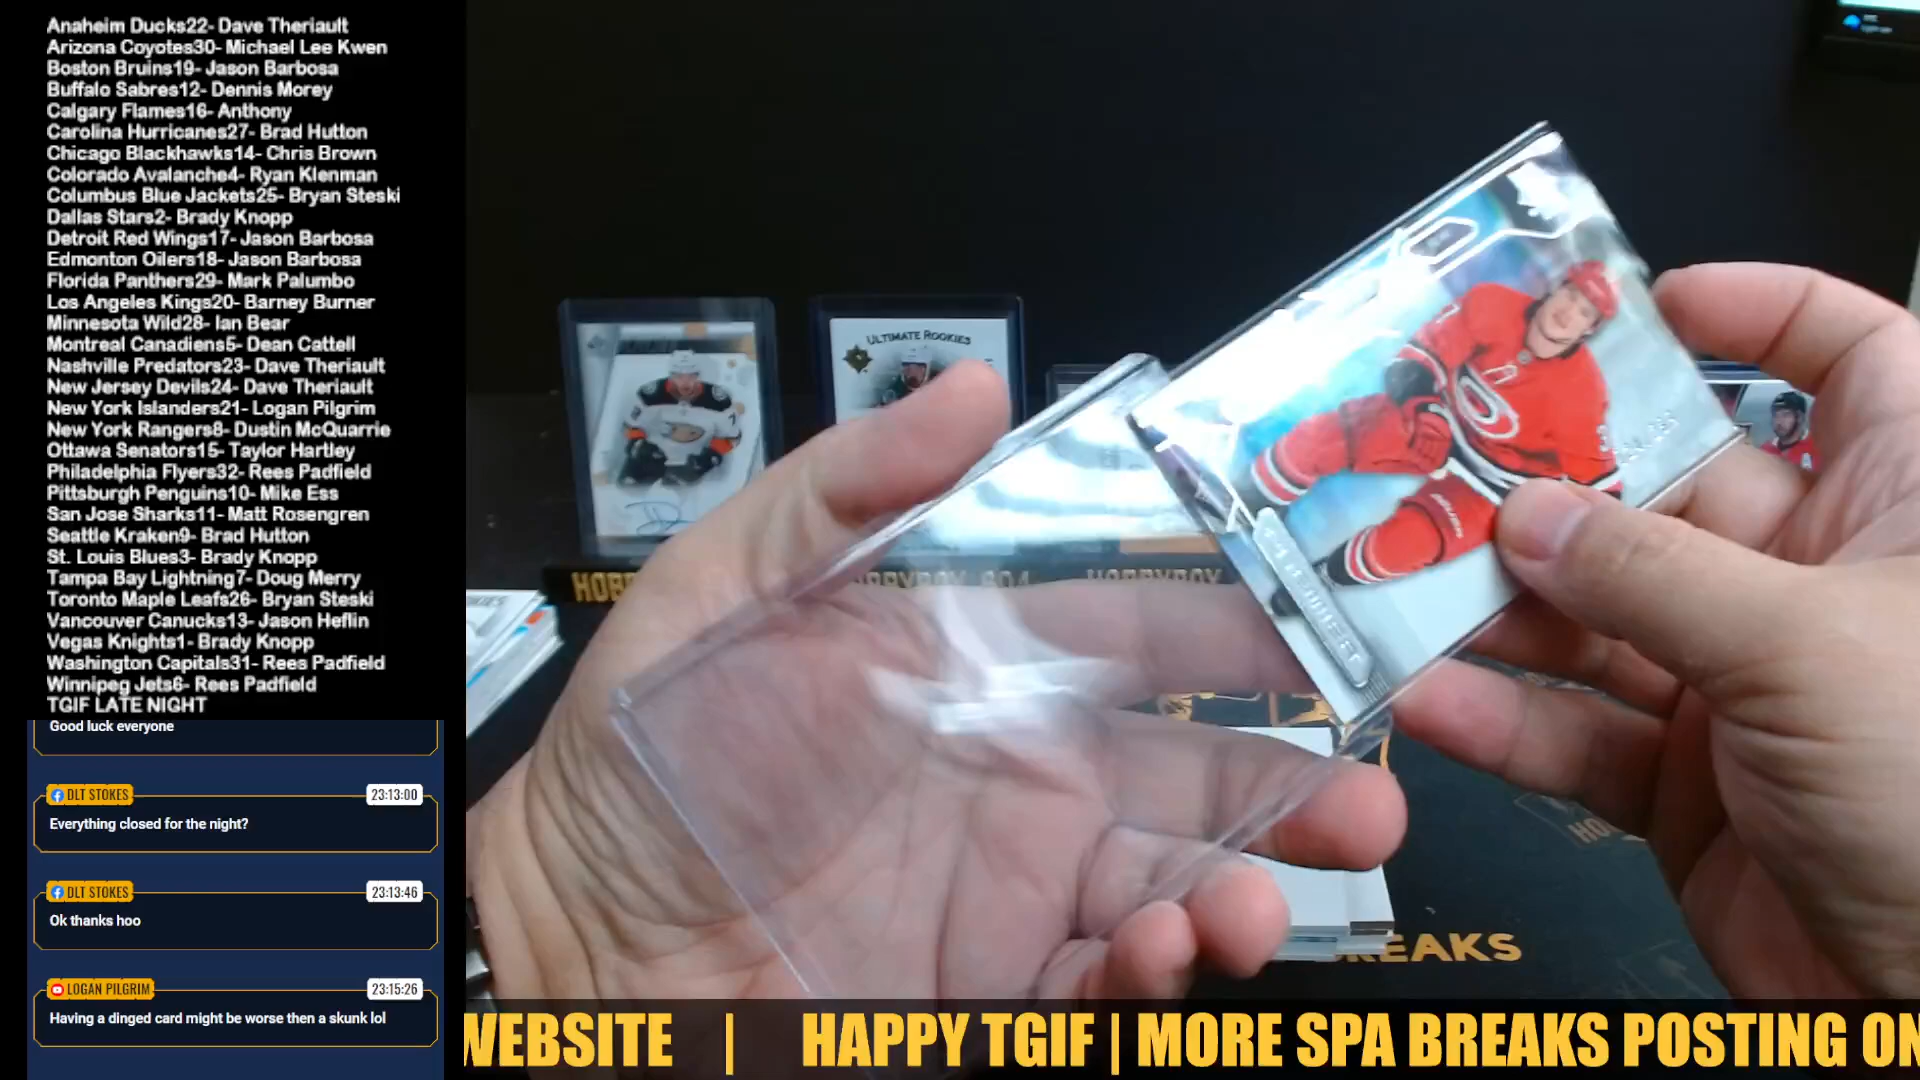 Anaheim Ducks22- Dave Theriault
Arizona Coyotes30- Michael Lee Kwen
Boston Bruins19- Jason Barbosa
Buffalo Sabres12- Dennis Morey
Calgary Flames16- Anthony
Carolina Hurricanes27- Brad Hutton
Chicago Blackhawks14- Chris Brown
Colorado Avalanche4- Ryan Klenman
Columbus Blue Jackets25- Bryan Steski
Dallas Stars2- Brady Knopp
Detroit Red Wings17- Jason Barbosa
Edmonton Oilers18- Jason Barbosa
Florida Panthers29- Mark Palumbo
Los Angeles Kings20- Barney Burner
Minnesota Wild28- Ian Bear
Montreal Canadiens5- Dean Cattell
Nashville Predators23- Dave Theriault
New Jersey Devils24- Dave Theriault
New York Islanders21- Logan Pilgrim
New York Rangers8- Dustin McQuarrie
Ottawa Senators15- Taylor Hartley
Philadelphia Flyers32- Rees Padfield
Pittsburgh Penguins10- Mike Ess
San Jose Sharks11- Matt Rosengren
Seattle Kraken9- Brad Hutton
St. Louis Blues3- Brady Knopp
Tampa Bay Lightning7- Doug Merry
Toronto Maple Leafs26- Bryan Steski
Vancouver Canucks13- Jason Heflin
Vegas Knights1- Brady Knopp
Washington Capitals31- Rees Padfield
Winnipeg Jets6- Rees Padfield
TGIF LATE NIGHT
Good luck everyone
DLT STOKES 23:13:00
Everything closed for the night?
DLT STOKES 23:13:46
Ok thanks hoo
LOGAN PILGRIM 23:15:26
Having a dinged card might be worse then a skunk lol
ULTIMATE ROOKIES
WEBSITE | HAPPY TGIF | MORE SPA BREAKS POSTING ON